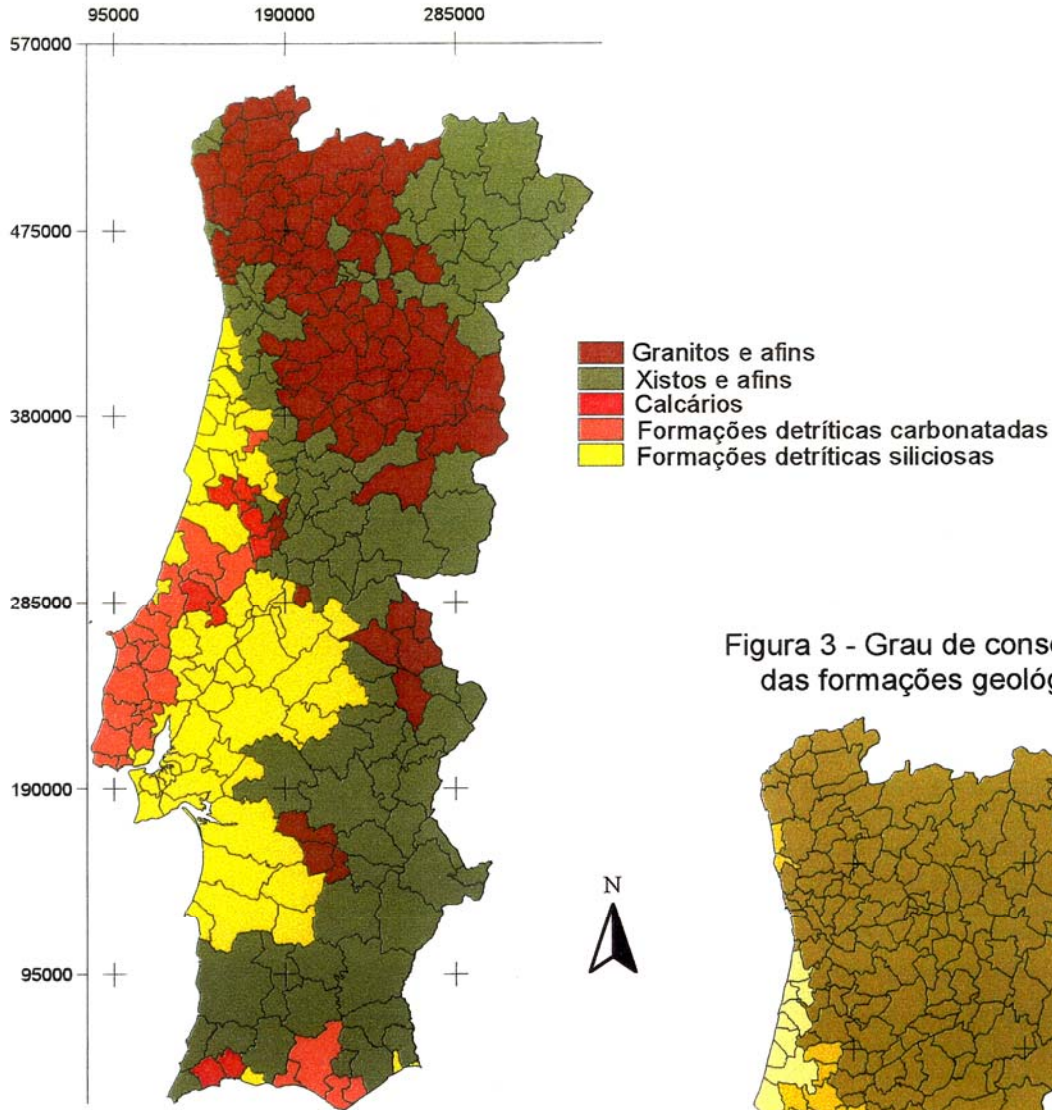 95000 190000 285000
570000
475000
380000
285000
190000
95000
Granitos e afins
Xistos e afins
Calcários
Formações detríticas carbonatadas
Formações detríticas siliciosas
N
Figura 3 - Grau de conso
das formações geológ